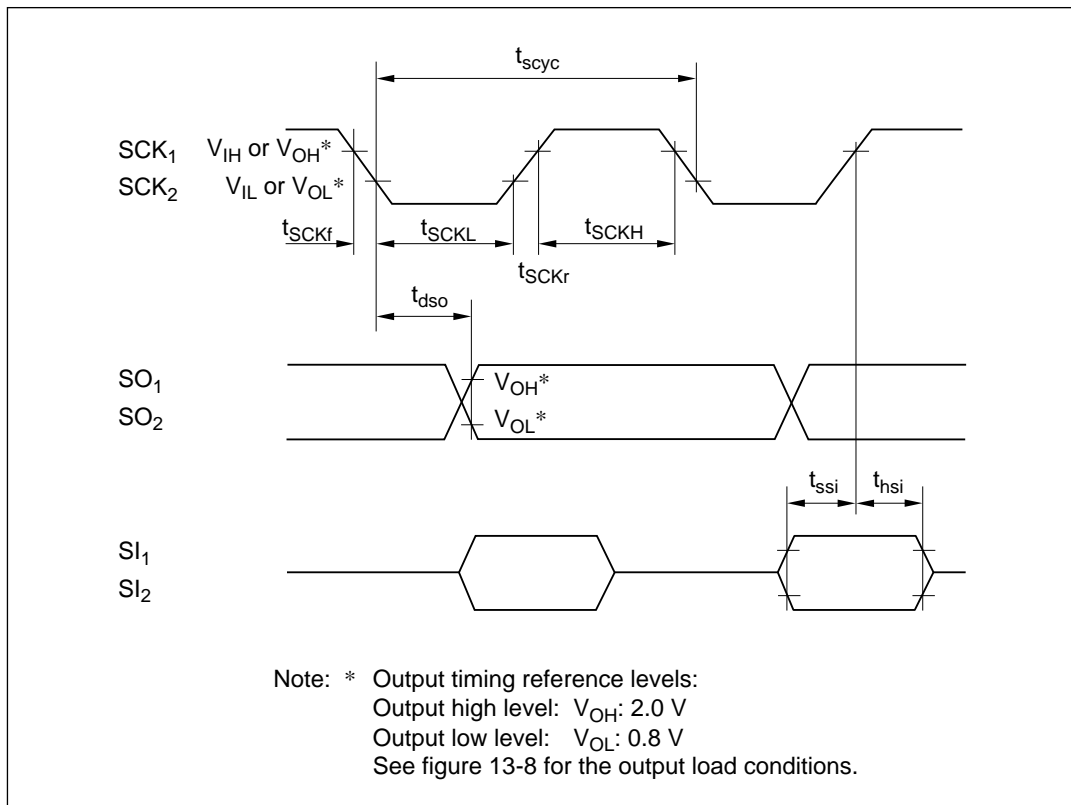 tscyc
SCK1 VIH or VOH*
SCK2 VIL or VOL*
tSCKf tSCKL tSCKH
tSCKr
tdso
SO1 VOH*
SO2 VOL*
tssi thsi
SI1
SI2
Note: * Output timing reference levels:
Output high level: VOH: 2.0 V
Output low level: VOL: 0.8 V
See figure 13-8 for the output load conditions.